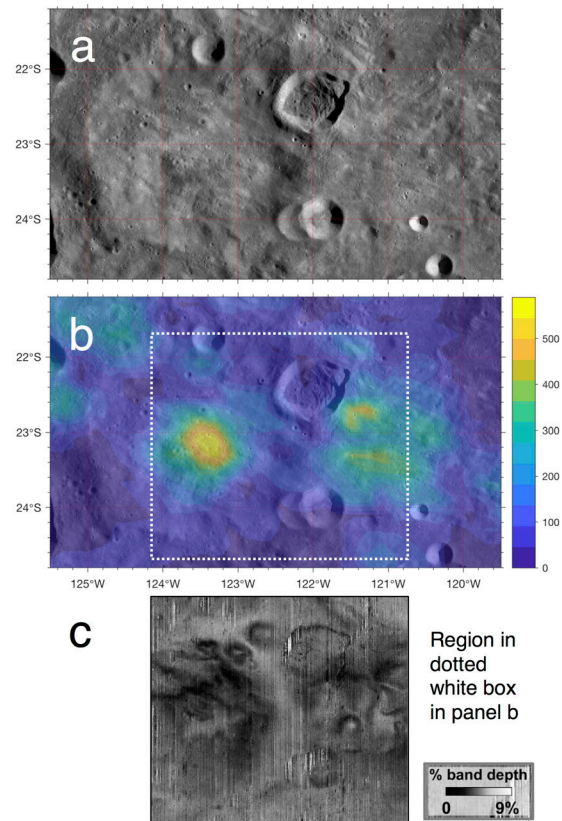 a
22°S
23°S
24°S
b
22°S
23°S
24°S
500
400
300
200
100
0
125°W 124°W 123°W 122°W 121°W 120°W
c
Region in
dotted
white box
in panel b
% band depth
0 9%